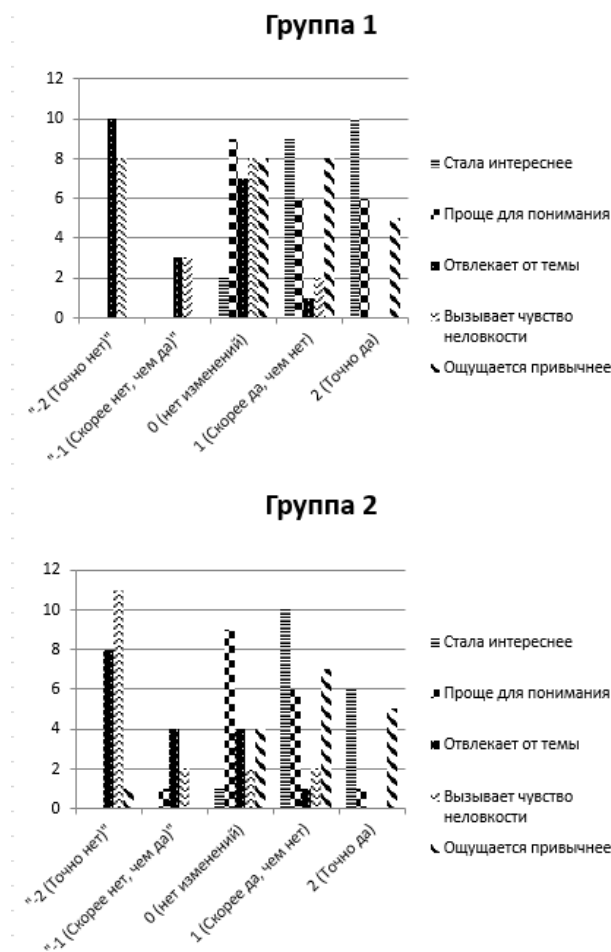 Группа 1
12
10
8
6
4
2
0
"-2 (Точно нет)"
"-1 (Скорее нет, чем да)"
0 (нет изменений)
1 (Скорее да, чем нет)
2 (Точно да)
Стала интереснее
Проще для понимания
Отвлекает от темы
Вызывает чувство
неловкости
Ощущается привычнее
Группа 2
12
10
8
6
4
2
0
"-2 (Точно нет)"
"-1 (Скорее нет, чем да)"
0 (нет изменений)
1 (Скорее да, чем нет)
2 (Точно да)
Стала интереснее
Проще для понимания
Отвлекает от темы
Вызывает чувство
неловкости
Ощущается привычнее